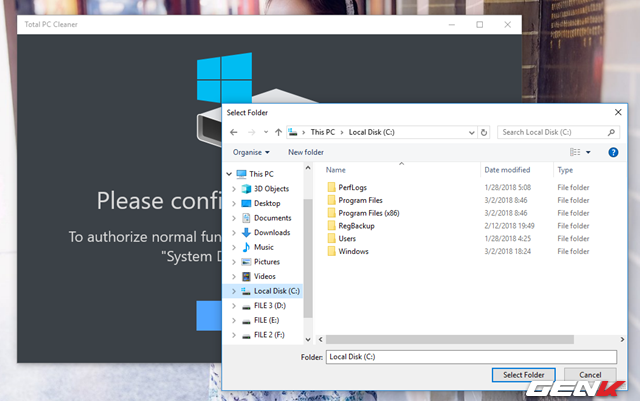 Total PC Cleaner
Please confi
To authorize normal fun
"System D
Select Folder
This PC > Local Disk (C:)
Search Local Disk (C:)
Organise
New folder
This PC
3D Objects
Desktop
Documents
Downloads
Music
Pictures
Videos
Local Disk (C:)
FILE 3 (D:)
FILE (E:)
FILE 2 (F:)
Name Date modified Type
PerfLogs 1/28/2018 5:08 File folder
Program Files 3/2/2018 8:46 File folder
Program Files (x86) 3/2/2018 8:46 File folder
RegBackup 2/12/2018 19:49 File folder
Users 1/28/2018 4:25 File folder
Windows 3/2/2018 18:24 File folder
Folder: Local Disk (C:)
Select Folder Cancel
GENK